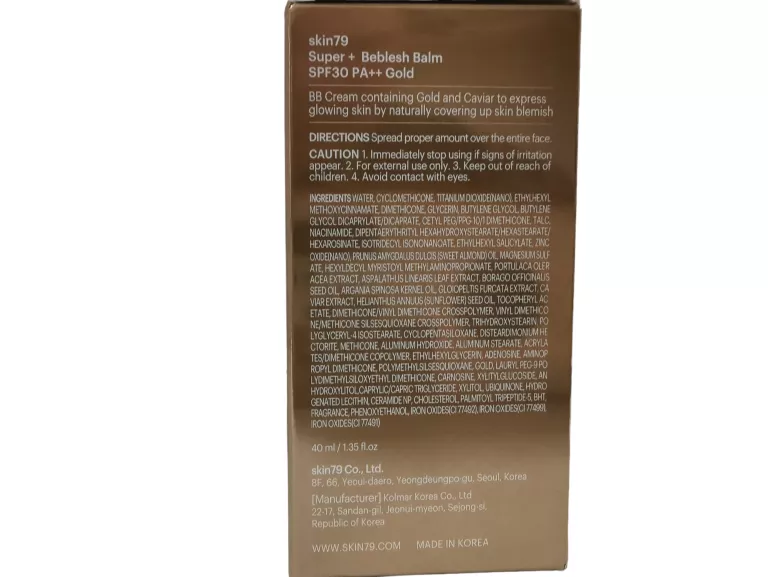 skin79
Super + Beblesh Balm
SPF30 PA++ Gold
BB Cream containing Gold and Caviar to express
glowing skin by naturally covering up skin blemish
DIRECTIONS Spread proper amount over the entire face.
CAUTION 1. Immediately stop using if signs of irritation
appear. 2. For external use only. 3. Keep out of reach of
children. 4. Avoid contact with eyes.
INGREDIENTS WATER, CYCLOMETHICONE, TITANIUM DIOXIDE(NANO), ETHYLHEXYL
METHOXYCINNAMATE, DIMETHICONE, GLYCERIN, BUTYLENE GLYCOL, BUTYLENE
GLYCOL DICAPRYLATE/DICAPRATE, CETYL PEG/PPG-10/1 DIMETHICONE, TALC,
NIACINAMIDE, DIPENTAERYTHRITYL HEXAHYDROXYSTEARATE/HEXASTEARATE/
HEXAROSINATE, ISOTRIDECYL ISONONANOATE, ETHYLHEXYL SALICYLATE, ZINC
OXIDE(NANO), PRUNUS AMYGDALUS DULCIS (SWEET ALMOND) OIL, MAGNESIUM SULF
ATE, HEXYLDECYL MYRISTOYL METHYLAMINOPROPIONATE, PORTULACA OLER
ACEA EXTRACT, ASPALATHUS LINEARIS LEAF EXTRACT, BORAGO OFFICINALIS
SEED OIL, ARGANIA SPINOSA KERNEL OIL, GLOIOPELTIS FURCATA EXTRACT, CA
VIAR EXTRACT, HELIANTHUS ANNUUS (SUNFLOWER) SEED OIL, TOCOPHERYL AC
ETATE, DIMETHICONE/VINYL DIMETHICONE CROSSPOLYMER, VINYL DIMETHICO
NE/METHICONE SILSESQUIOXANE CROSSPOLYMER, TRIHYDROXYSTEARIN, PO
LYGLYCERYL-4 ISOSTEARATE, CYCLOPENTASILOXANE, DISTEARDIMONIUM HE
CTORITE, METHICONE, ALUMINUM HYDROXIDE, ALUMINUM STEARATE, ACRYLA
TES/DIMETHICONE COPOLYMER, ETHYLHEXYLGLYCERIN, ADENOSINE, AMINOP
ROPYL DIMETHICONE, POLYMETHYLSILSESQUIOXANE, GOLD, LAURYL PEG-9 PO
LYDIMETHYLSILOXYETHYL DIMETHICONE, CARNOSINE, XYLITYLGLUCOSIDE, AN
HYDROXYLITOL,CAPRYLIC/CAPRIC TRIGLYCERIDE, XYLITOL, UBIQUINONE, HYDRO
GENATED LECITHIN, CERAMIDE NP, CHOLESTEROL, PALMITOYL TRIPEPTIDE-5, BHT,
FRAGRANCE, PHENOXYETHANOL, IRON OXIDES(CI 77492), IRON OXIDES(CI 77499),
IRON OXIDES(CI 77491)
40 ml / 1.35 fl.oz
skin79 Co., Ltd.
8F, 66, Yeoui-daero, Yeongdeungpo-gu, Seoul, Korea
[Manufacturer] Kolmar Korea Co., Ltd
22-17, Sandan-gil, Jeonui-myeon, Sejong-si,
Republic of Korea
WWW.SKIN79.COM MADE IN KOREA